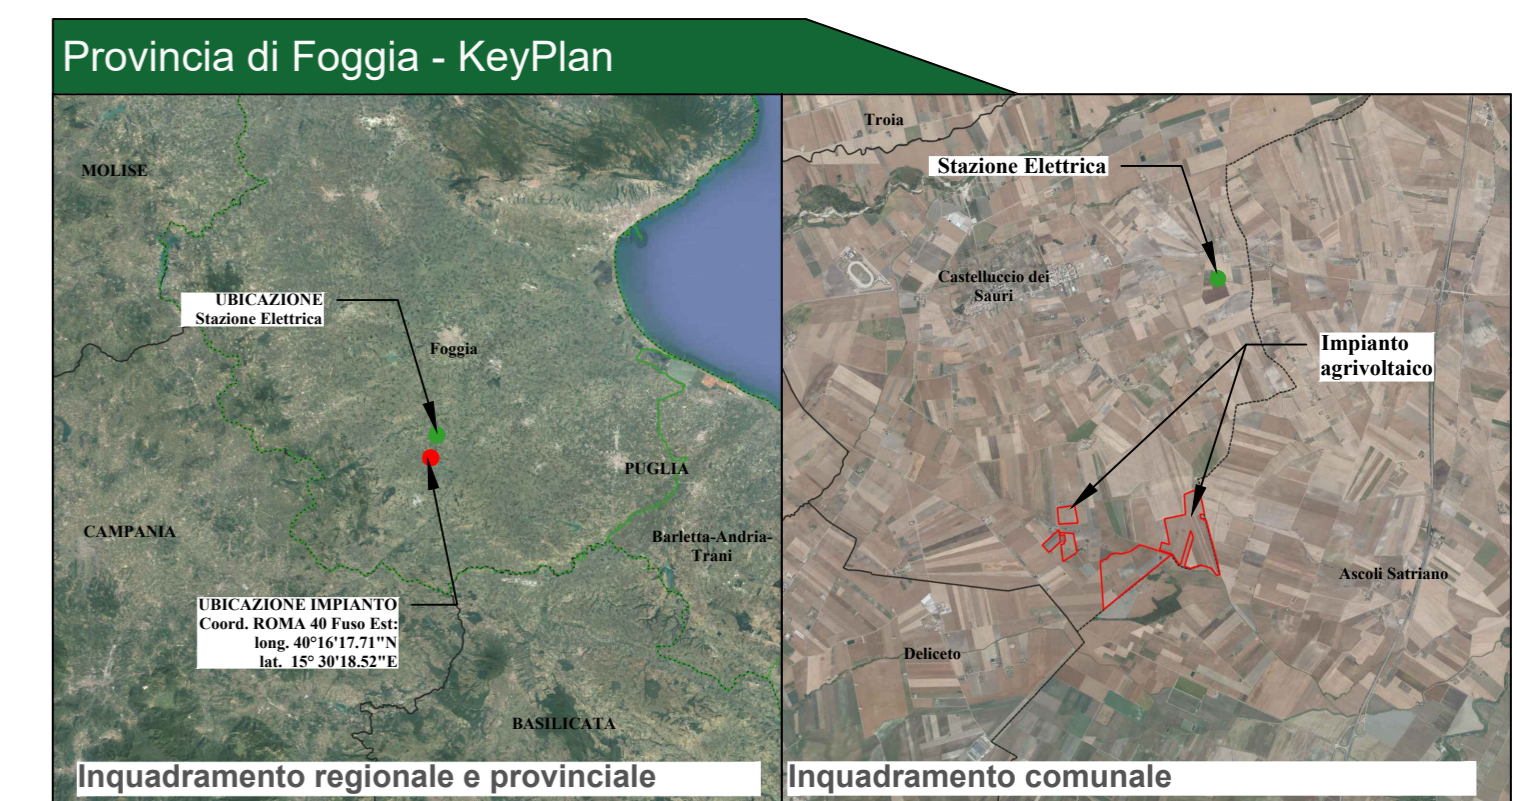 Provincia di Foggia - KeyPlan
MOLISE
UBICAZIONE
Stazione Elettrica
Foggia
PUGLIA
CAMPANIA
Barletta-Andria-
Trani
UBICAZIONE IMPIANTO
Coord. ROMA 40 Fuso Est:
long. 40°16'17.71"N
lat. 15° 30'18.52"E
BASILICATA
Inquadramento regionale e provinciale
Troia
Stazione Elettrica
Castelluccio dei
Sauri
Impianto
agrivoltaico
Ascoli Satriano
Deliceto
Inquadramento comunale